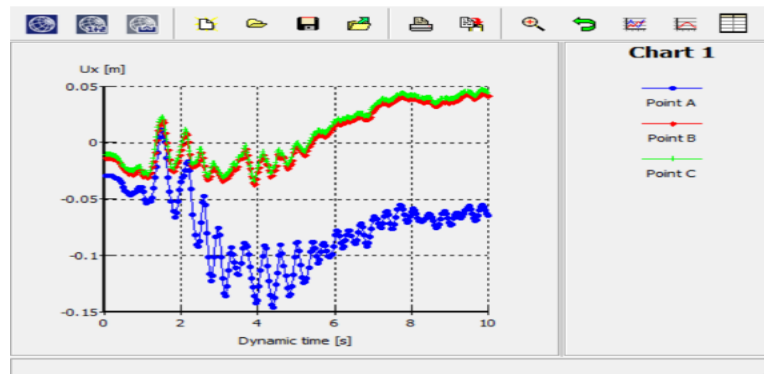 Chart 1
Ux [m]
0.05
0
-0.05
-0.1
-0.15
0 2 4 6 8 10
Dynamic time [s]
Point A
Point B
Point C